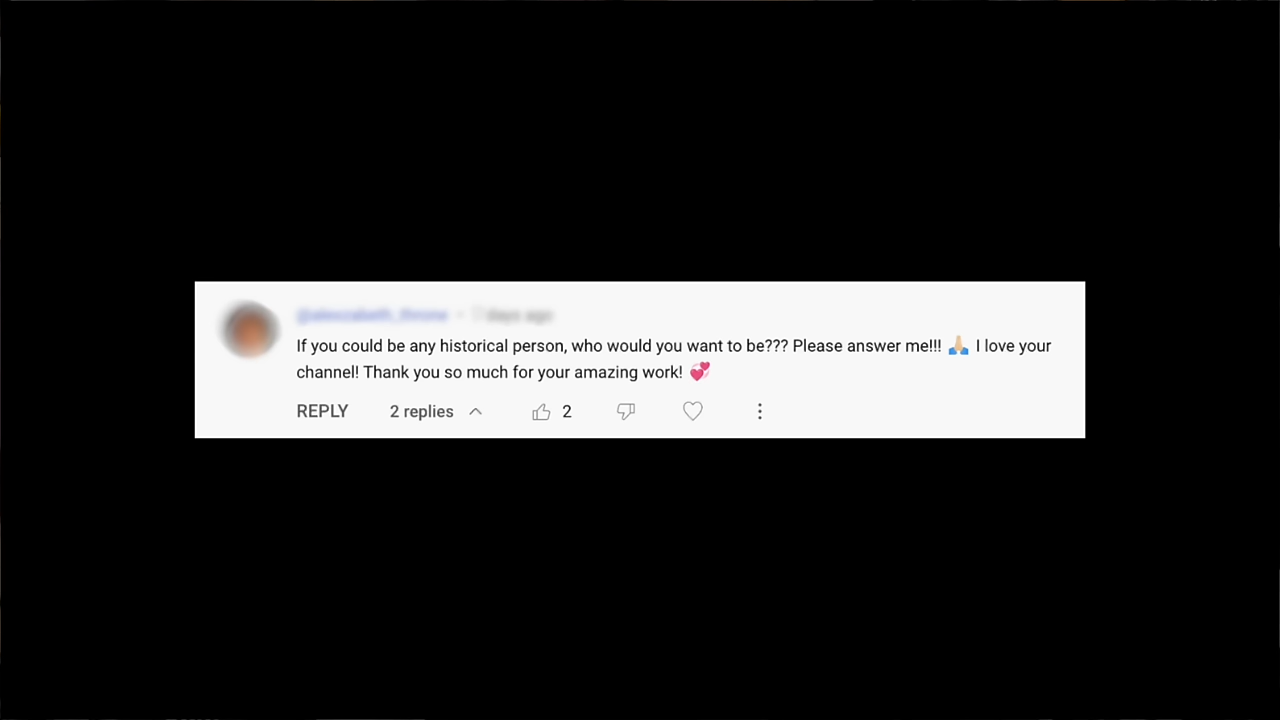 If you could be any historical person, who would you want to be??? Please answer me!!! 🙏🏼 I love your
channel! Thank you so much for your amazing work! 💞
REPLY 2 replies 2